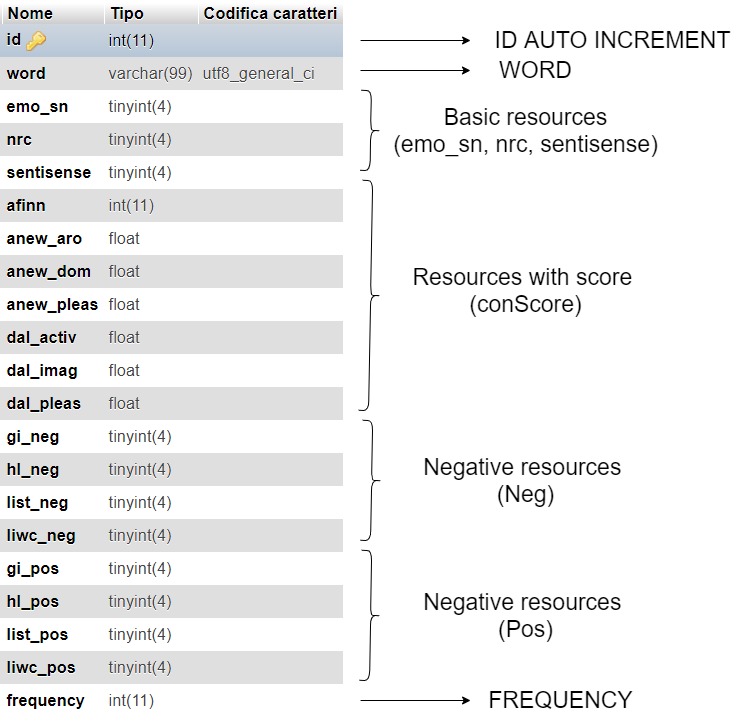 Nome Tipo Codifica caratteri
id int(11) ID AUTO INCREMENT
word varchar(99) utf8_general_ci WORD
emo_sn tinyint(4)
nrc tinyint(4)
sentisense tinyint(4)
Basic resources
(emo_sn, nrc, sentisense)
afinn int(11)
anew_aro float
anew_dom float
anew_pleas float
dal_activ float
dal_imag float
dal_pleas float
Resources with score
(conScore)
gi_neg tinyint(4)
hl_neg tinyint(4)
list_neg tinyint(4)
liwc_neg tinyint(4)
Negative resources
(Neg)
gi_pos tinyint(4)
hl_pos tinyint(4)
list_pos tinyint(4)
liwc_pos tinyint(4)
Negative resources
(Pos)
frequency int(11) FREQUENCY